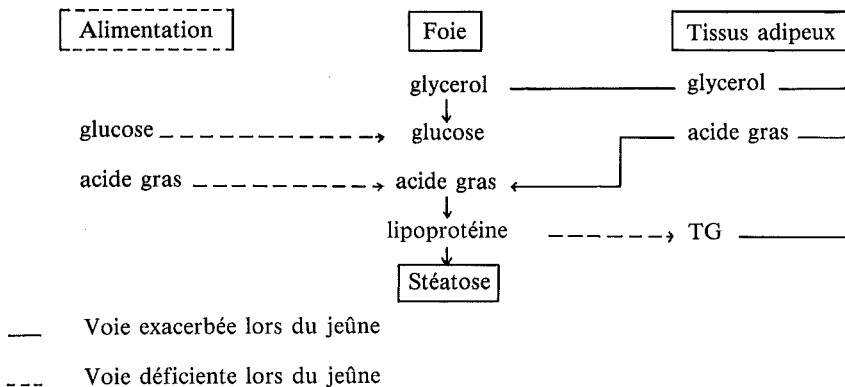 Alimentation Foie Tissus adipeux
glycerol glycerol
glucose glucose acide gras
acide gras acide gras
lipoprotéine TG
Stéatose
Voie exacerbée lors du jeûne
Voie déficiente lors du jeûne